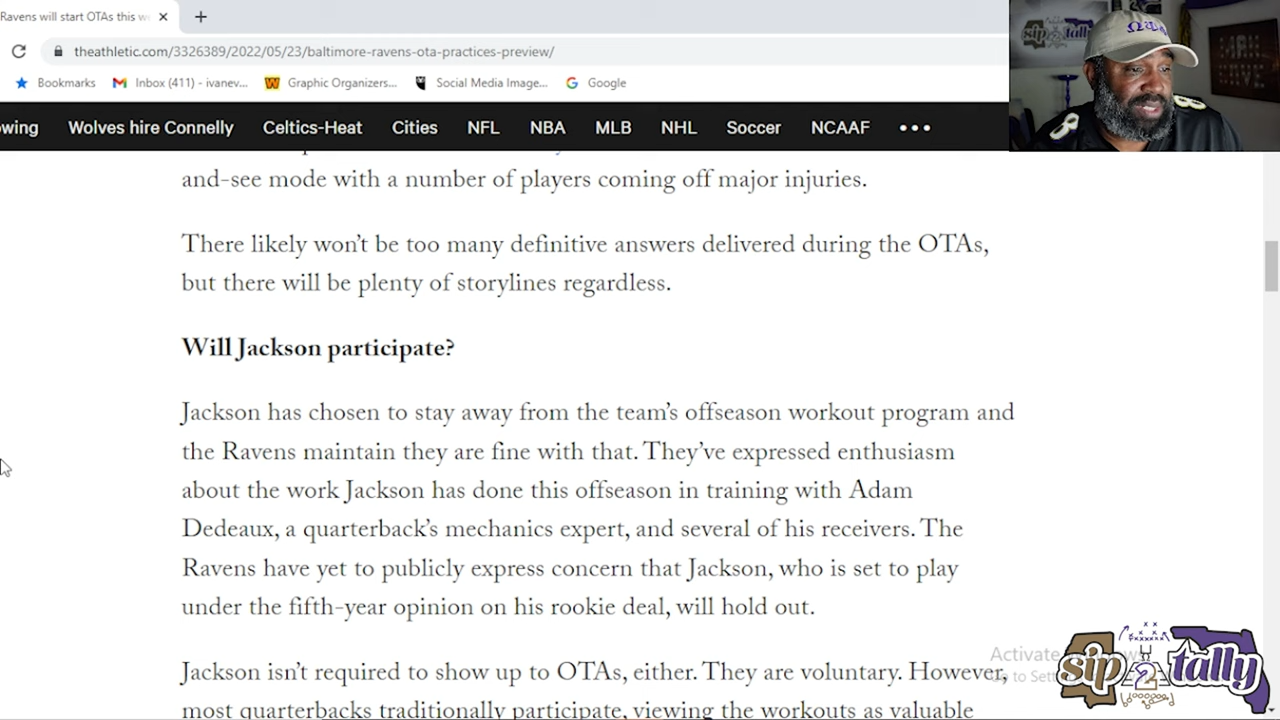 Ravens will start OTAs this w
theathletic.com/3326389/2022/05/23/baltimore-ravens-ota-practices-preview/
Bookmarks Inbox (411) - ivanev... Graphic Organizers... Social Media Image... Google
owing Wolves hire Connelly Celtics-Heat Cities NFL NBA MLB NHL Soccer NCAAF •••
and-see mode with a number of players coming off major injuries.
There likely won't be too many definitive answers delivered during the OTAs,
but there will be plenty of storylines regardless.
Will Jackson participate?
Jackson has chosen to stay away from the team's offseason workout program and
the Ravens maintain they are fine with that. They've expressed enthusiasm
about the work Jackson has done this offseason in training with Adam
Dedeaux, a quarterback's mechanics expert, and several of his receivers. The
Ravens have yet to publicly express concern that Jackson, who is set to play
under the fifth-year opinion on his rookie deal, will hold out.
Jackson isn't required to show up to OTAs, either. They are voluntary. However,
most quarterbacks traditionally participate, viewing the workouts as valuable
Activate
sip 2 tally
sip tally
ΩΨΦ
8
8